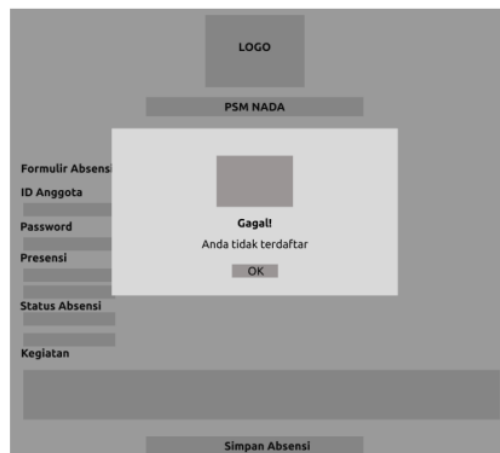 LOGO
PSM NADA
Formulir Absensi
ID Anggota
Password
Presensi
Status Absensi
Kegiatan
Gagal!
Anda tidak terdaftar
OK
Simpan Absensi